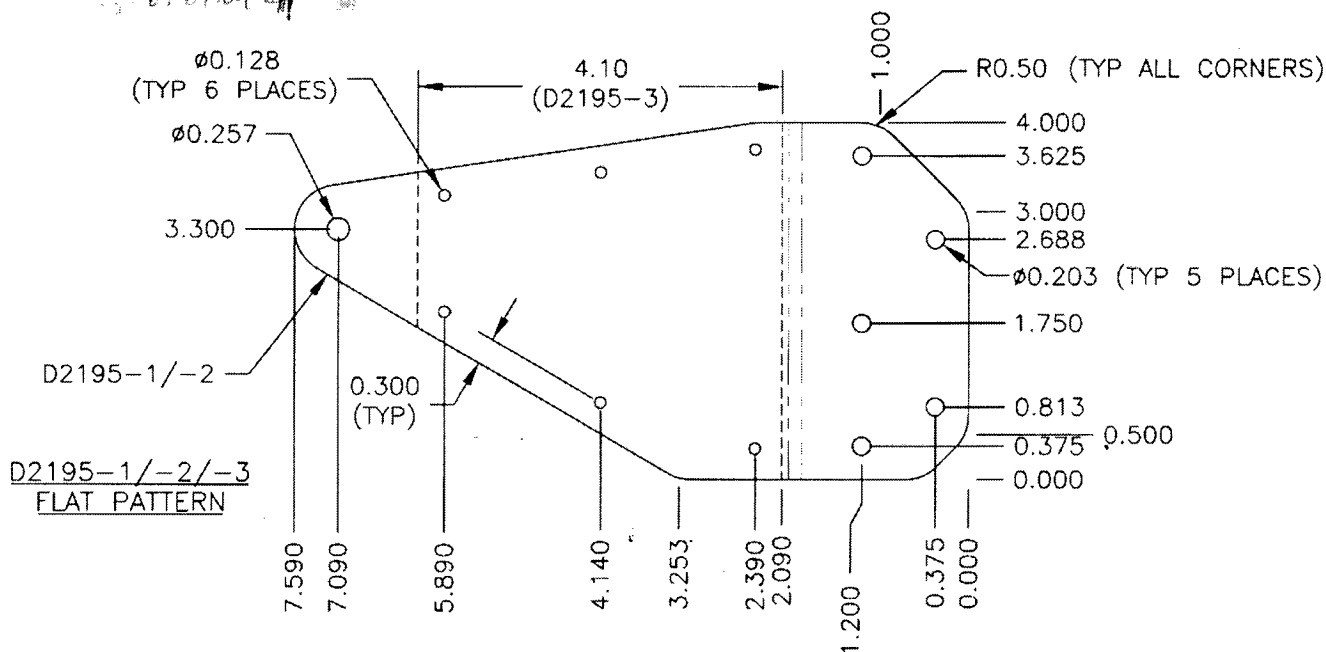 ø0.128
(TYP 6 PLACES)
4.10
(D2195-3)
1.000
R0.50 (TYP ALL CORNERS)
ø0.257
4.000
3.625
3.300
3.000
2.688
ø0.203 (TYP 5 PLACES)
1.750
D2195-1/-2
0.300
(TYP)
0.813
0.500
0.375
0.000
D2195-1/-2/-3
FLAT PATTERN
7.590
7.090
5.890
4.140
3.253
2.390
2.090
1.200
0.375
0.000